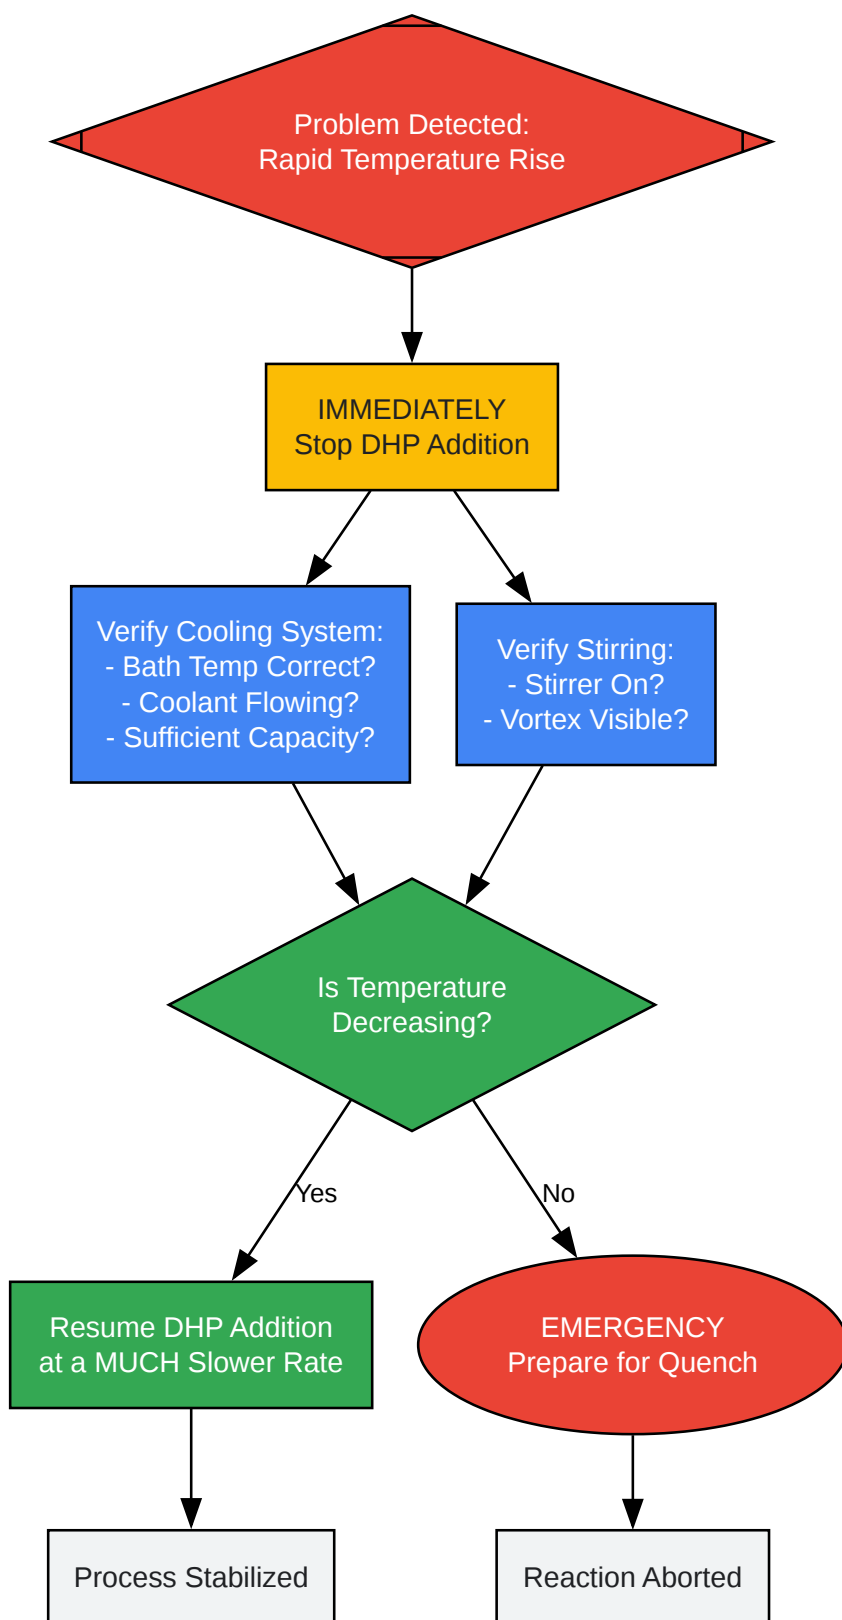 Problem Detected:
Rapid Temperature Rise
IMMEDIATELY
Stop DHP Addition
Verify Cooling System:
- Bath Temp Correct?
- Coolant Flowing?
- Sufficient Capacity?
Verify Stirring:
- Stirrer On?
- Vortex Visible?
Is Temperature
Decreasing?
Yes
No
Resume DHP Addition
at a MUCH Slower Rate
EMERGENCY
Prepare for Quench
Process Stabilized
Reaction Aborted